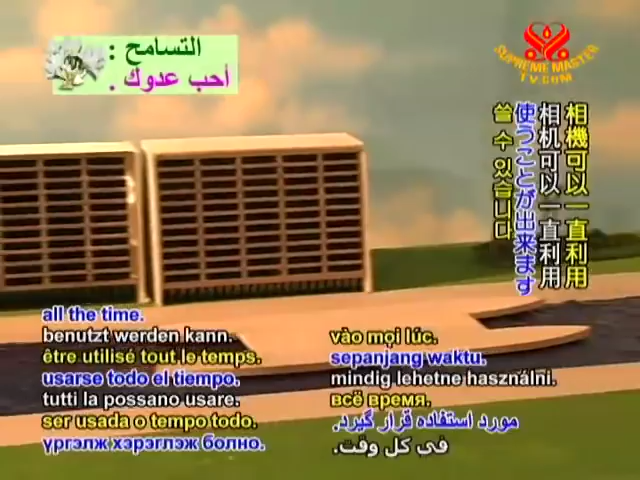 التسامح :
أحب عدوك .
SUPREME MASTER
TV.COM
相機可以一直利用
相机可以一直利用
使うことが出来ます
쓸 수 있습니다
all the time.
benutzt werden kann.
être utilisé tout le temps.
usarse todo el tiempo.
tutti la possano usare.
ser usada o tempo todo.
үргэлж хэрэглэж болно.
vào mọi lúc.
sepanjang waktu.
mindig lehetne használni.
всё время.
مورد استفاده قرار گیرد.
في كل وقت.